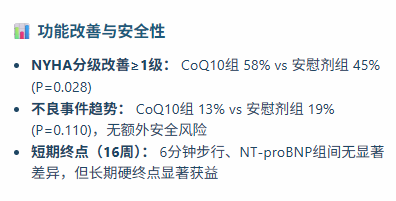 功能改善与安全性
NYHA分级改善≥1级： CoQ10组 58% vs 安慰剂组 45%
(P=0.028)
不良事件趋势： CoQ10组 13% vs 安慰剂组 19%
(P=0.110)，无额外安全风险
短期终点（16周）： 6分钟步行、NT-proBNP组间无显著
差异，但长期硬终点显著获益